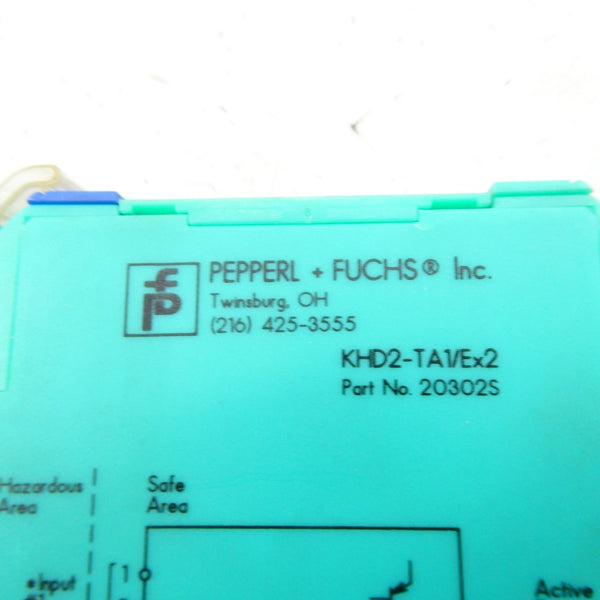 PEPPERL + FUCHS® Inc.
Twinsburg, OH
(216) 425-3555
KHD2-TA1/Ex2
Part No. 20302S
Hazardous
Area
Safe
Area
Input
1
Active